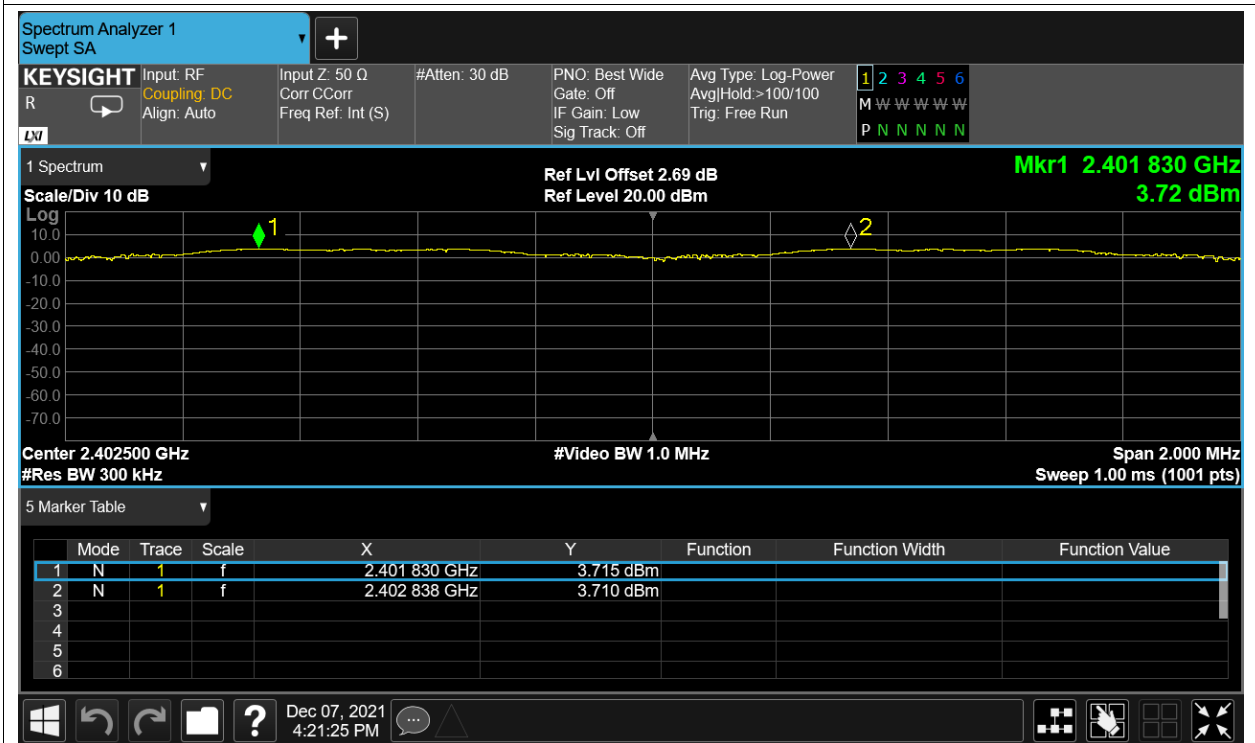 Spectrum Analyzer 1
Swept SA
+
KEYSIGHT Input: RF Input Z: 50 Ω #Atten: 30 dB PNO: Best Wide Avg Type: Log-Power 1 2 3 4 5 6
R Coupling: DC Corr CCorr Gate: Off Avg|Hold:>100/100 M W W W W W
Align: Auto Freq Ref: Int (S) IF Gain: Low Trig: Free Run
LXI Sig Track: Off P N N N N N
1 Spectrum Ref Lvl Offset 2.69 dB Mkr1 2.401 830 GHz
Scale/Div 10 dB Ref Level 20.00 dBm 3.72 dBm
Log
1 2
10.0
0.00
-10.0
-20.0
-30.0
-40.0
-50.0
-60.0
-70.0
Center 2.402500 GHz #Video BW 1.0 MHz Span 2.000 MHz
#Res BW 300 kHz Sweep 1.00 ms (1001 pts)
5 Marker Table
Mode Trace Scale X Y Function Function Width Function Value
1 N 1 f 2.401 830 GHz 3.715 dBm
2 N 1 f 2.402 838 GHz 3.710 dBm
3
4
5
6
? Dec 07, 2021
4:21:25 PM